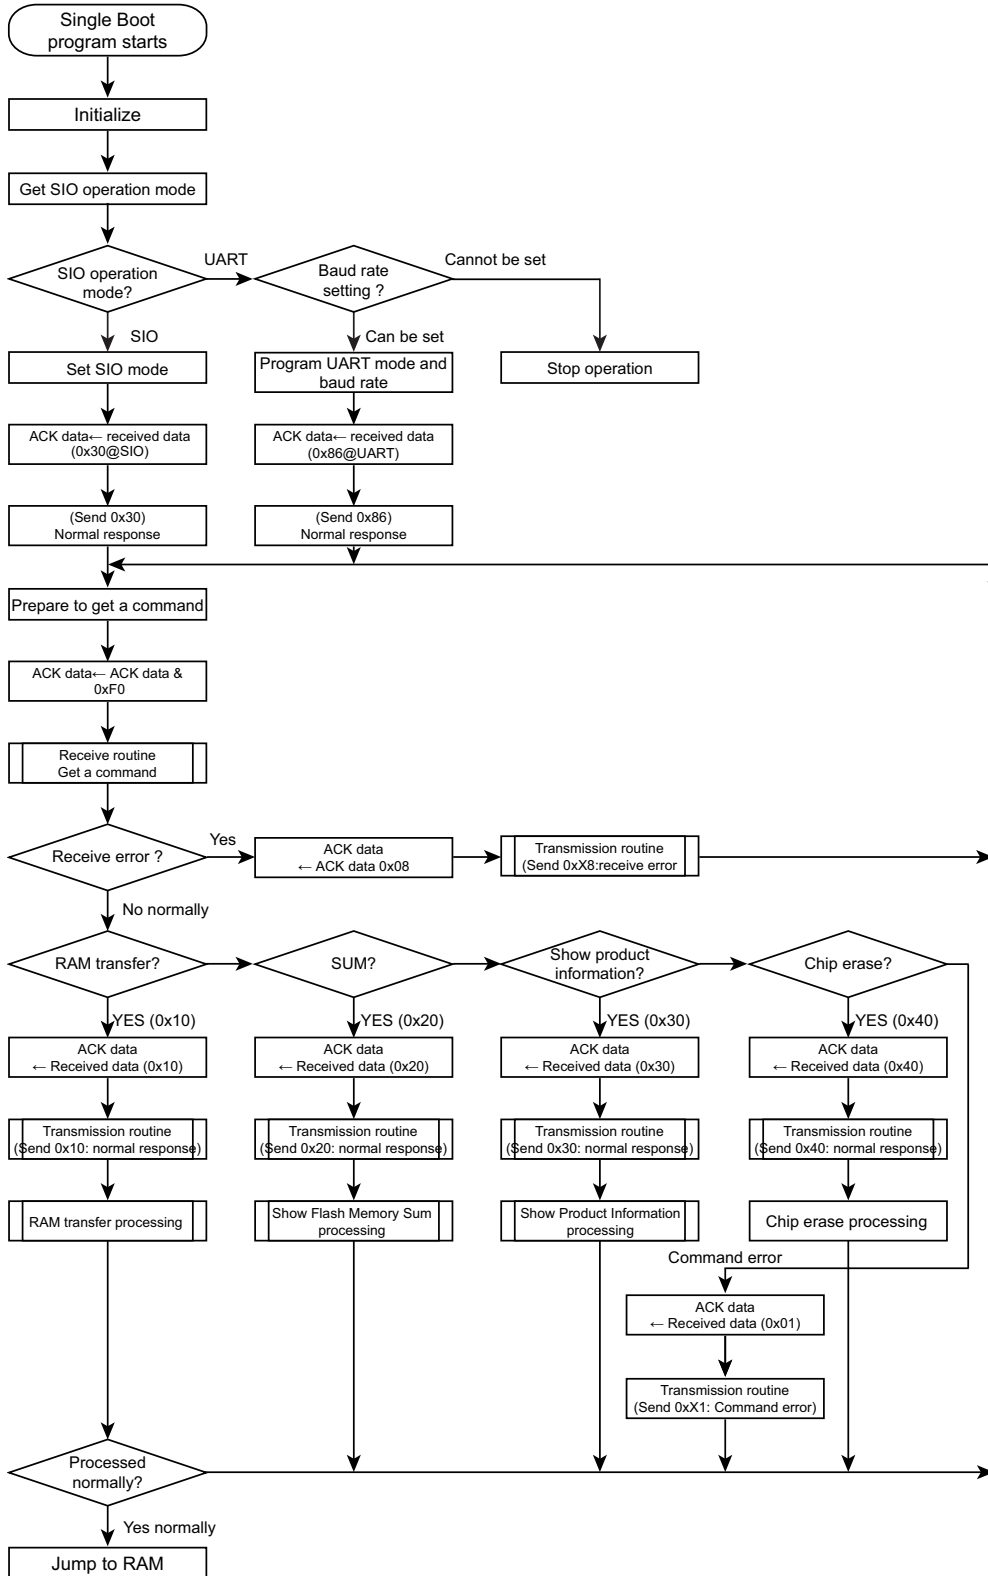 Single Boot
program starts
Initialize
Get SIO operation mode
SIO operation
mode?
UART
Baud rate
setting ?
Cannot be set
SIO
Can be set
Set SIO mode
Program UART mode and
baud rate
Stop operation
ACK data← received data
(0x30@SIO)
ACK data← received data
(0x86@UART)
(Send 0x30)
Normal response
(Send 0x86)
Normal response
Prepare to get a command
ACK data← ACK data &
0xF0
Receive routine
Get a command
Receive error ?
Yes
ACK data
← ACK data 0x08
Transmission routine
(Send 0xX8:receive error
No normally
RAM transfer?
SUM?
Show product
information?
Chip erase?
YES (0x10)
YES (0x20)
YES (0x30)
YES (0x40)
ACK data
← Received data (0x10)
ACK data
← Received data (0x20)
ACK data
← Received data (0x30)
ACK data
← Received data (0x40)
Transmission routine
(Send 0x10: normal response)
Transmission routine
(Send 0x20: normal response)
Transmission routine
(Send 0x30: normal response)
Transmission routine
(Send 0x40: normal response)
RAM transfer processing
Show Flash Memory Sum
processing
Show Product Information
processing
Chip erase processing
Command error
ACK data
← Received data (0x01)
Transmission routine
(Send 0xX1: Command error)
Processed
normally?
Yes normally
Jump to RAM